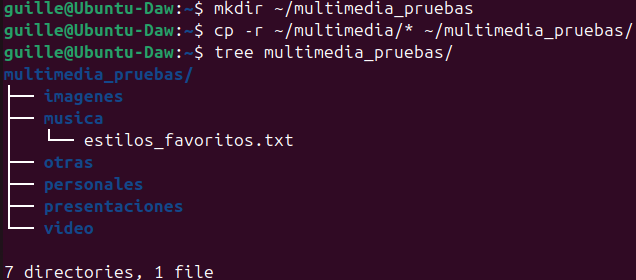 guille@Ubuntu-Daw:~$ mkdir ~/multimedia_pruebas
guille@Ubuntu-Daw:~$ cp -r ~/multimedia/* ~/multimedia_pruebas/
guille@Ubuntu-Daw:~$ tree multimedia_pruebas/
multimedia_pruebas/
├── imagenes
├── musica
│   └── estilos_favoritos.txt
├── otras
├── personales
├── presentaciones
└── video

7 directories, 1 file